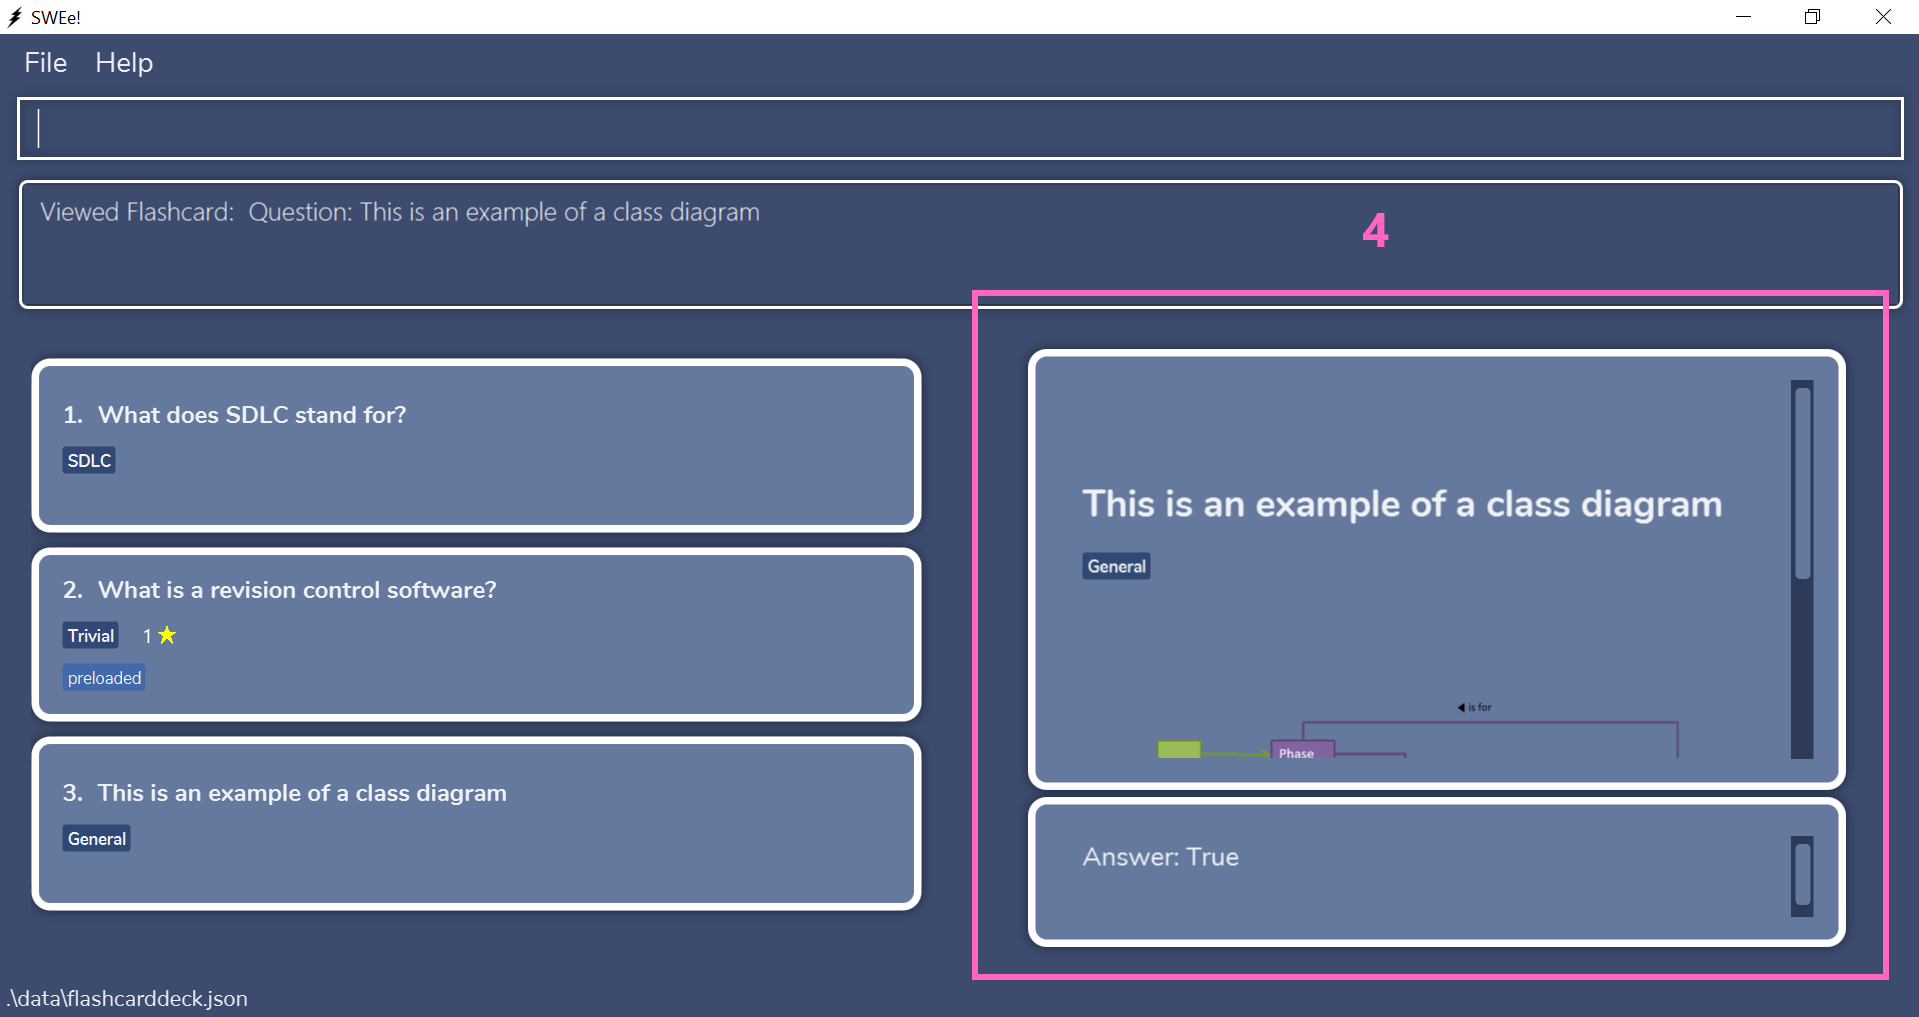 SWEe!
File Help
Viewed Flashcard: Question: This is an example of a class diagram
4
1. What does SDLC stand for?
SDLC
2. What is a revision control software?
Trivial 1 ★
preloaded
3. This is an example of a class diagram
General
This is an example of a class diagram
General
◀ is for
Phase
Answer: True
.\data\flashcarddeck.json